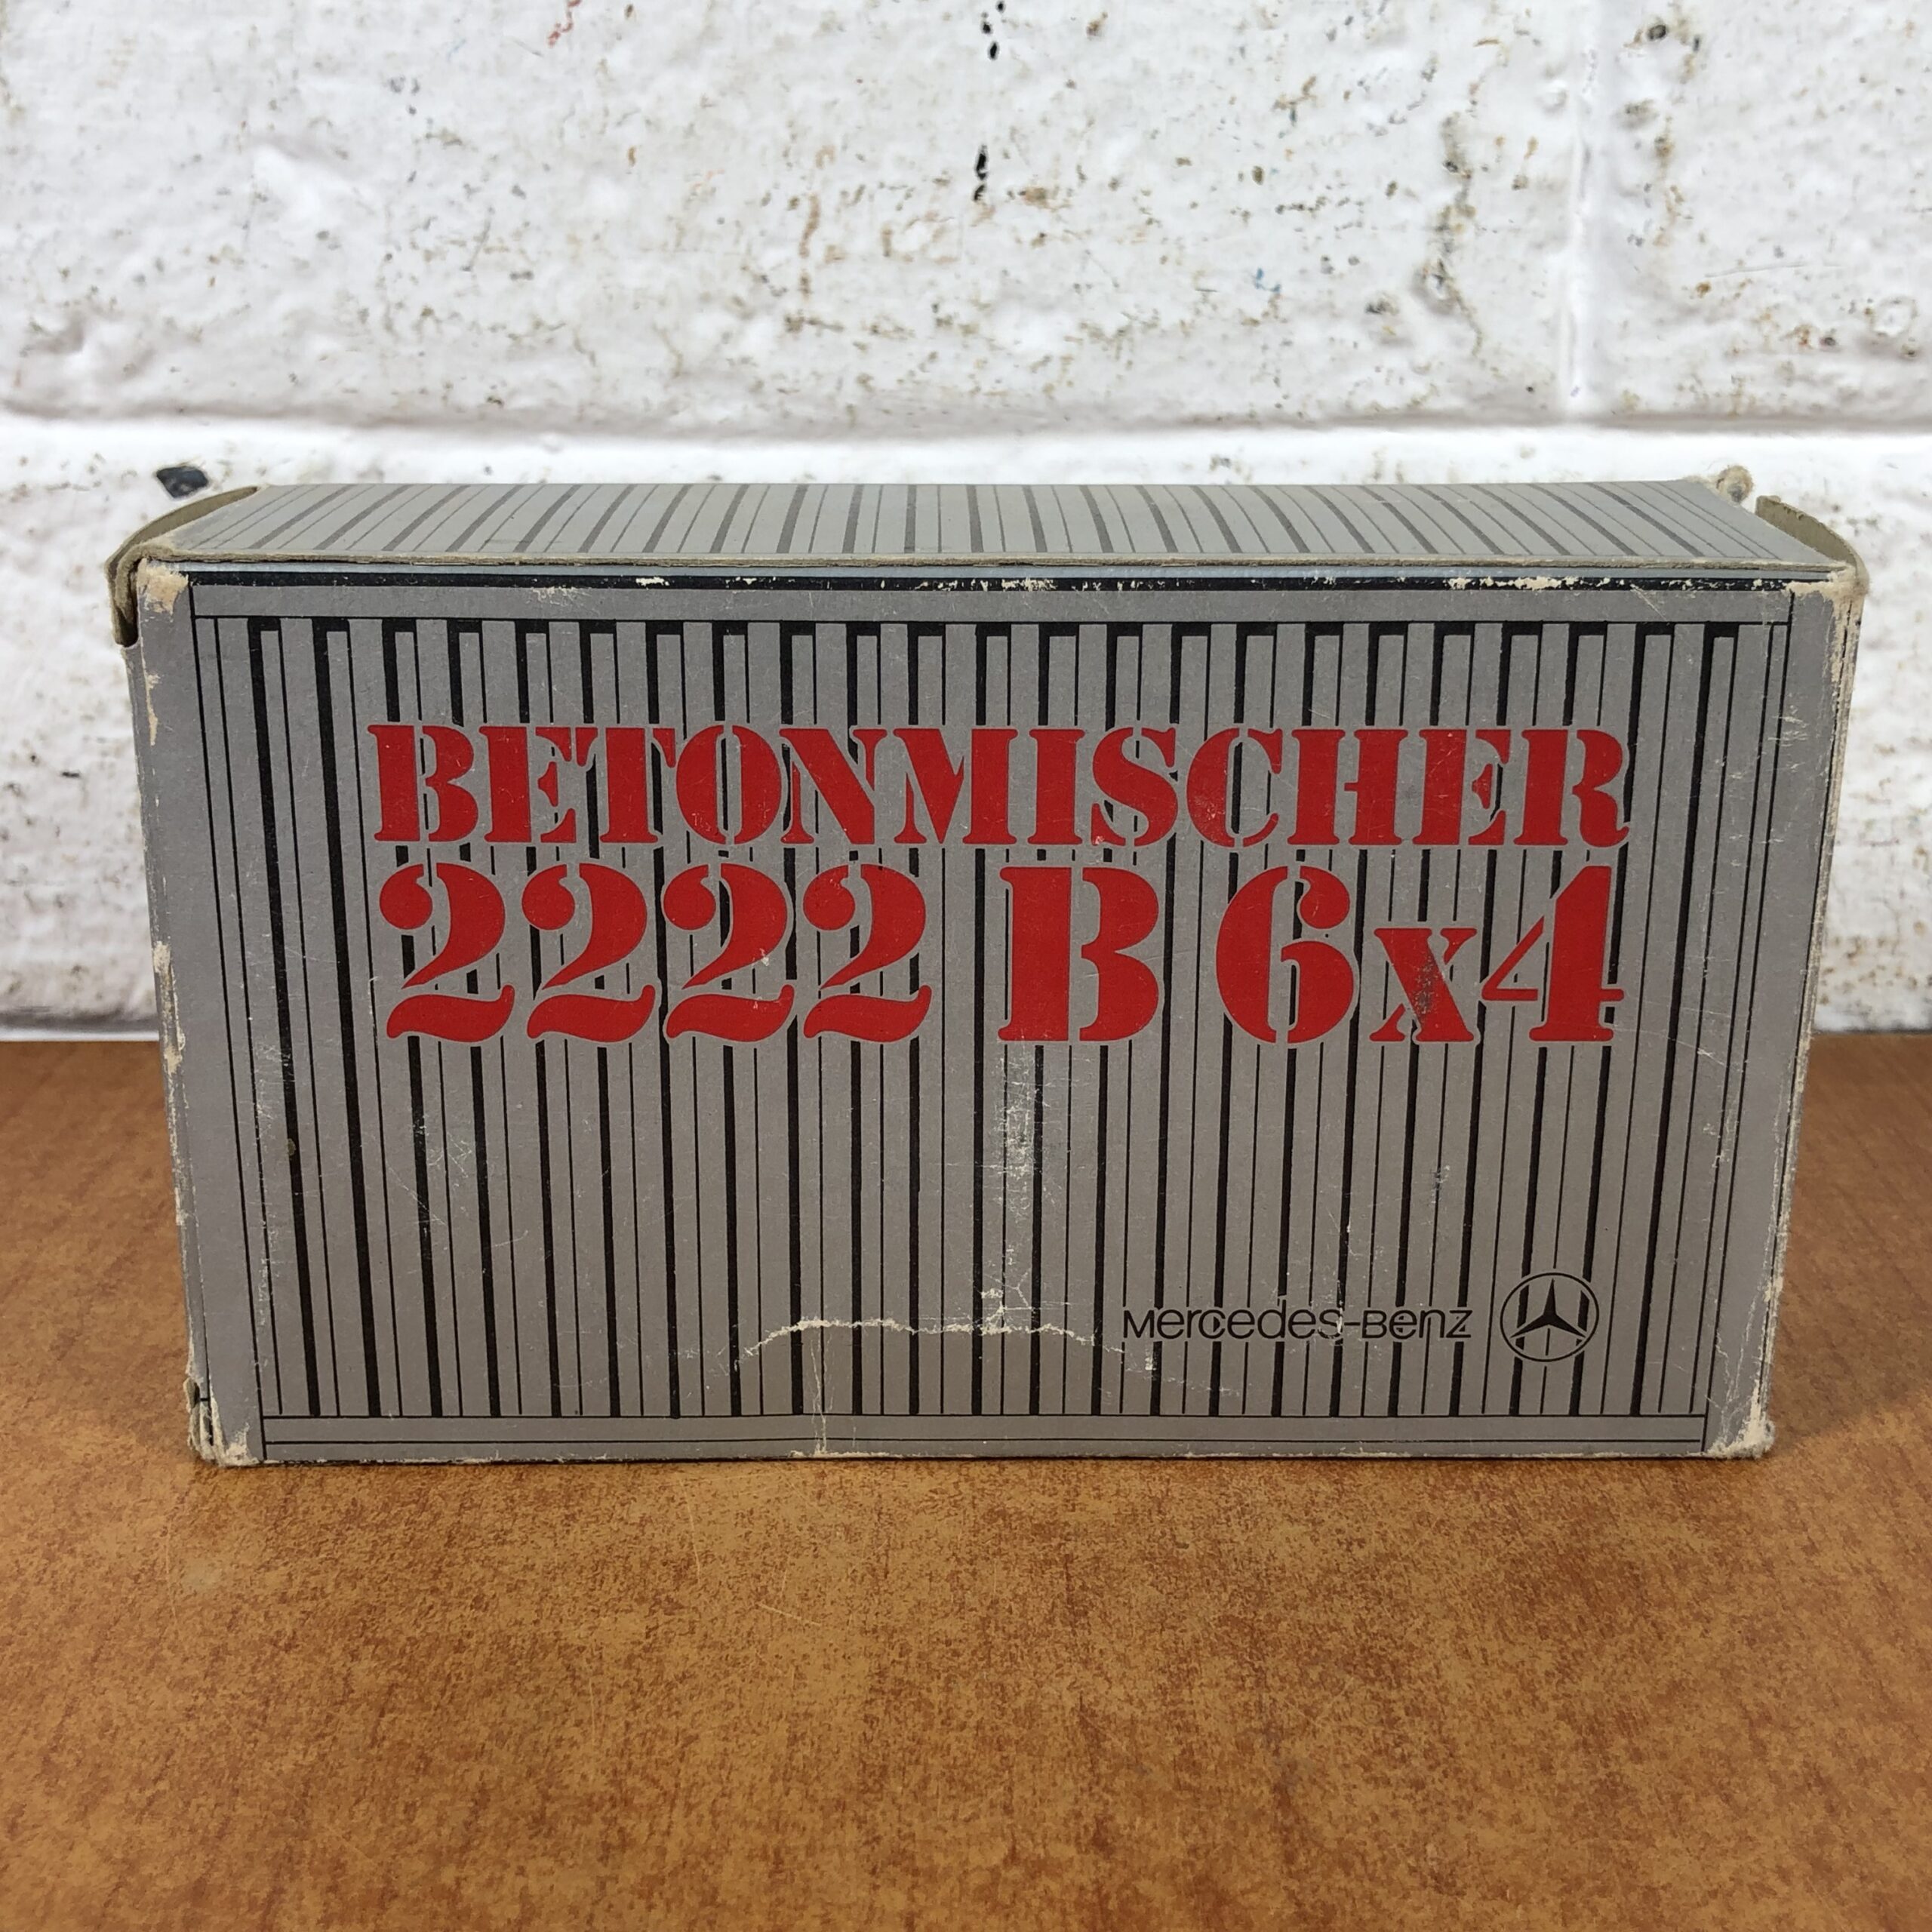 BETONMISCHER
2222 B 6x4
Mercedes-Benz